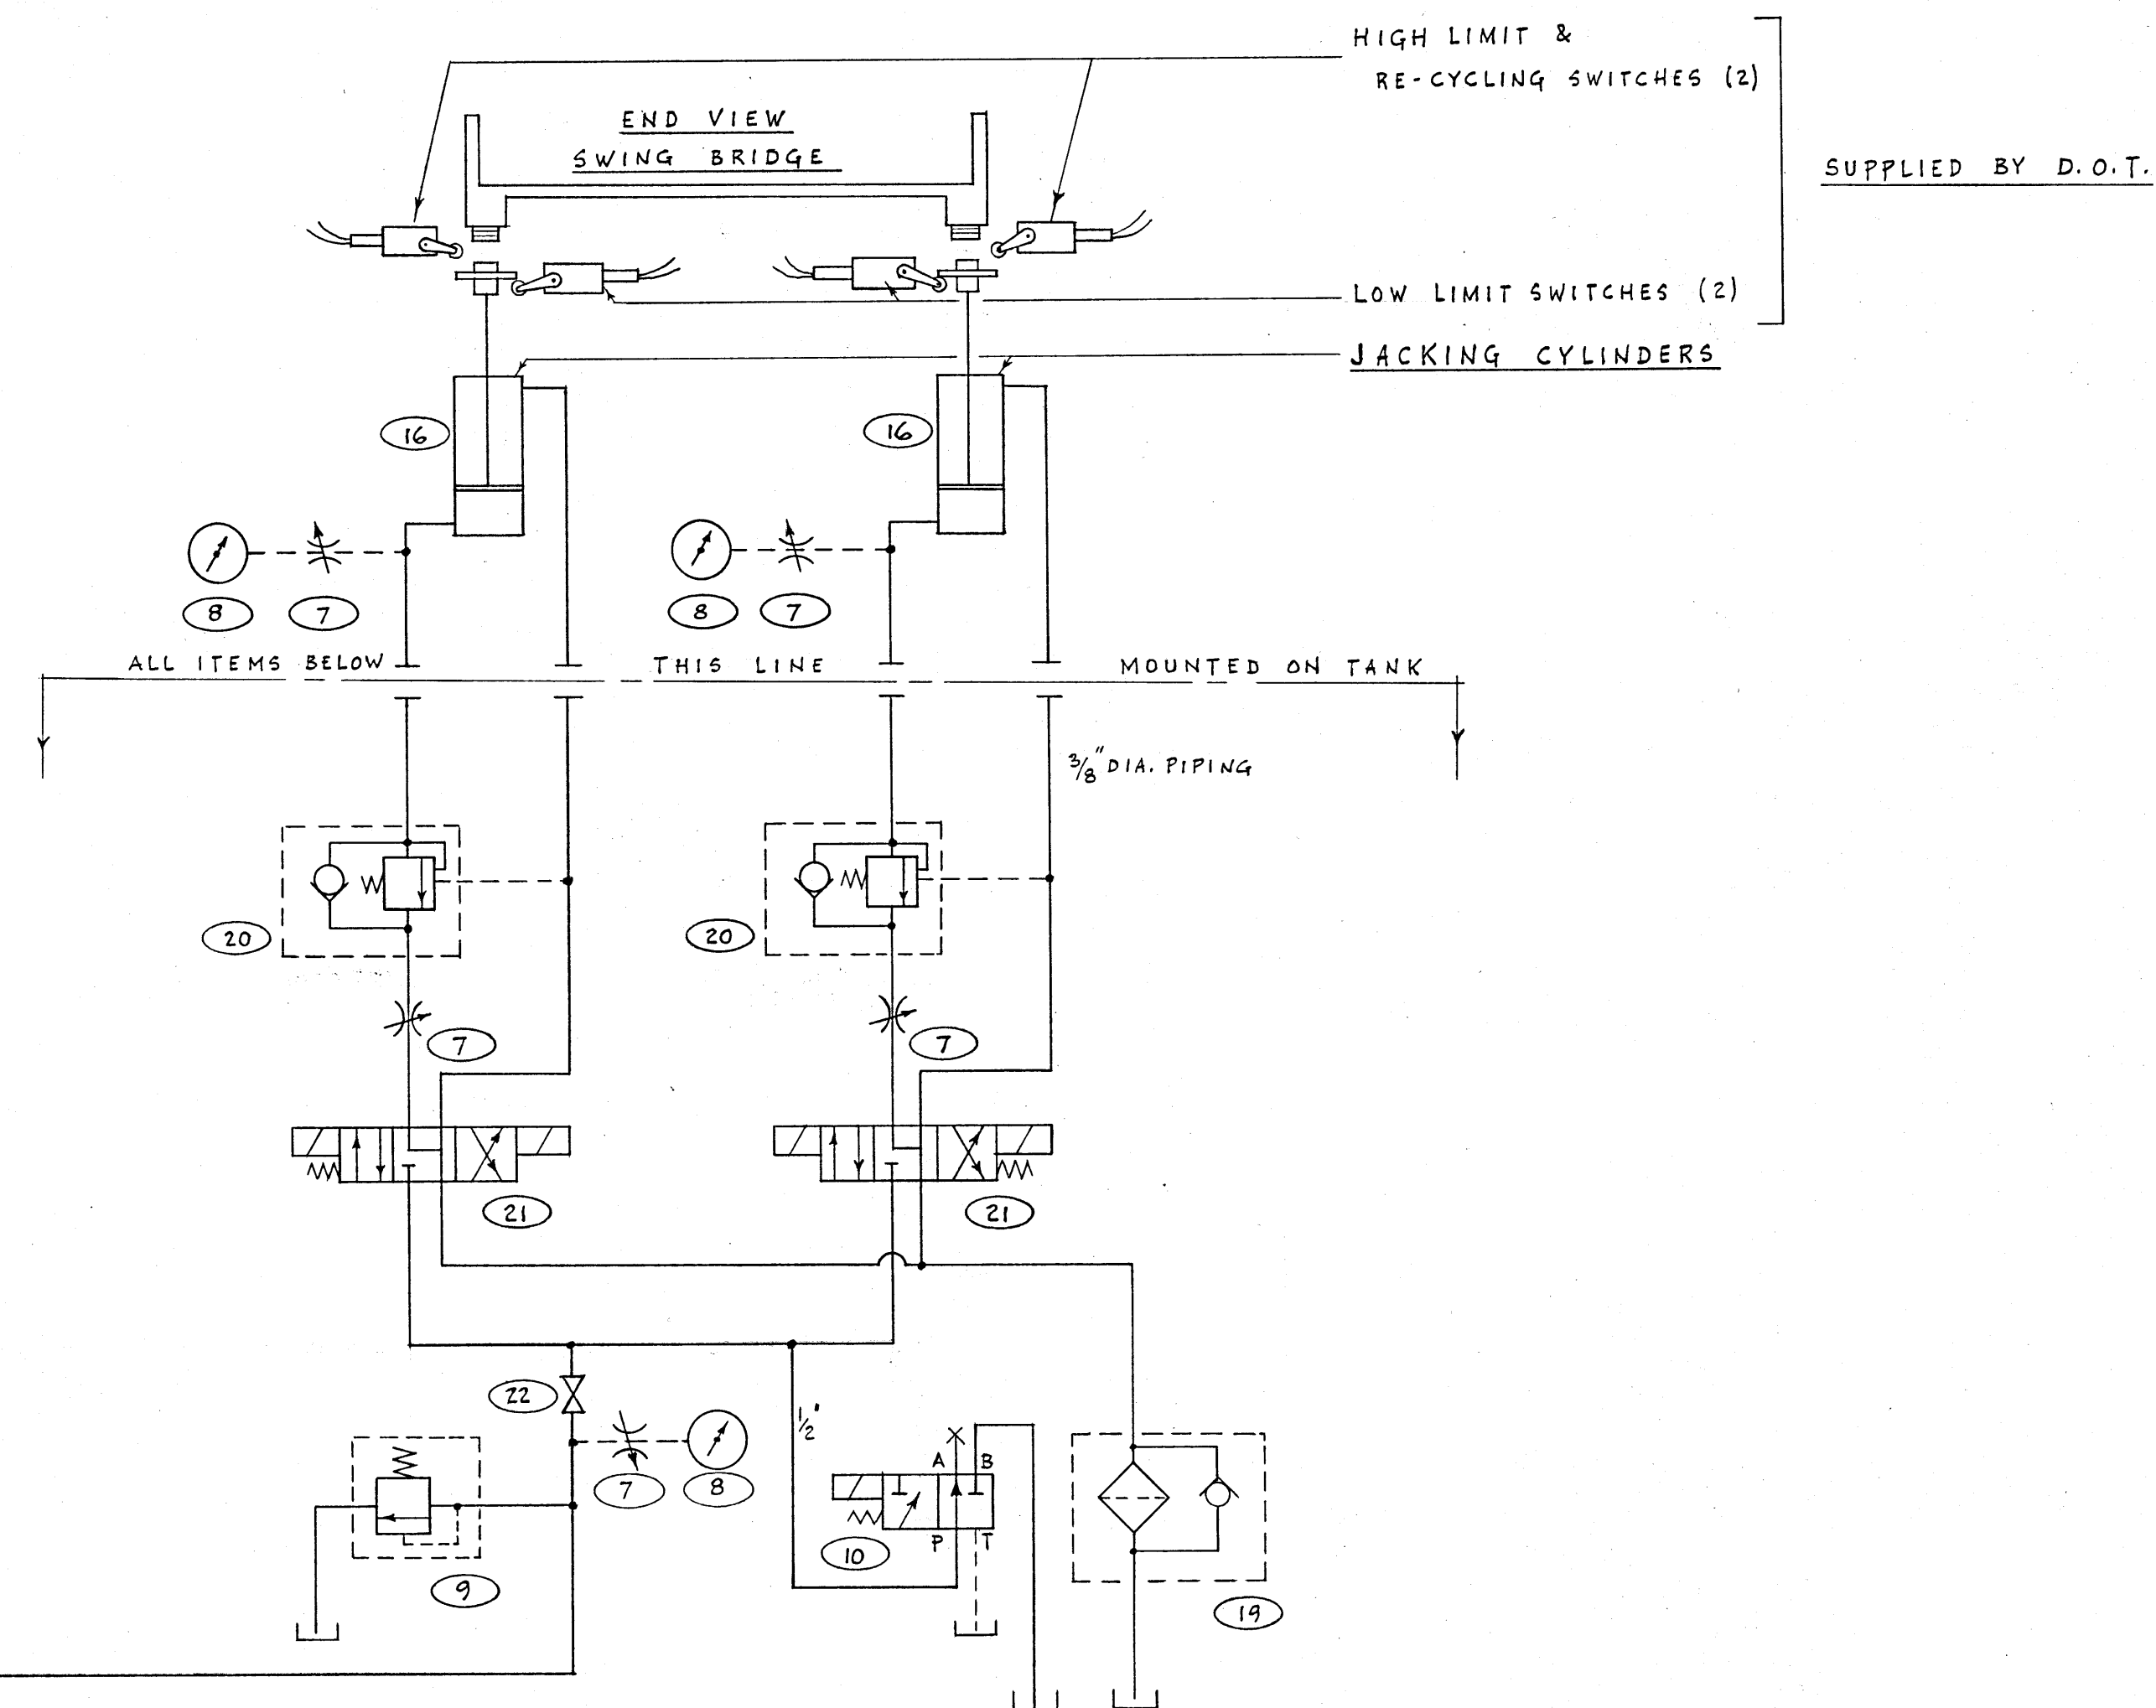 HIGH LIMIT &
RE-CYCLING SWITCHES (2)
END VIEW
SWING BRIDGE
SUPPLIED BY D.O.T.
LOW LIMIT SWITCHES (2)
JACKING CYLINDERS
16
16
8
7
8
7
ALL ITEMS BELOW THIS LINE MOUNTED ON TANK
3/8" DIA. PIPING
20
20
7
7
21
21
22
1/2"
7
8
A
B
P
T
10
9
19